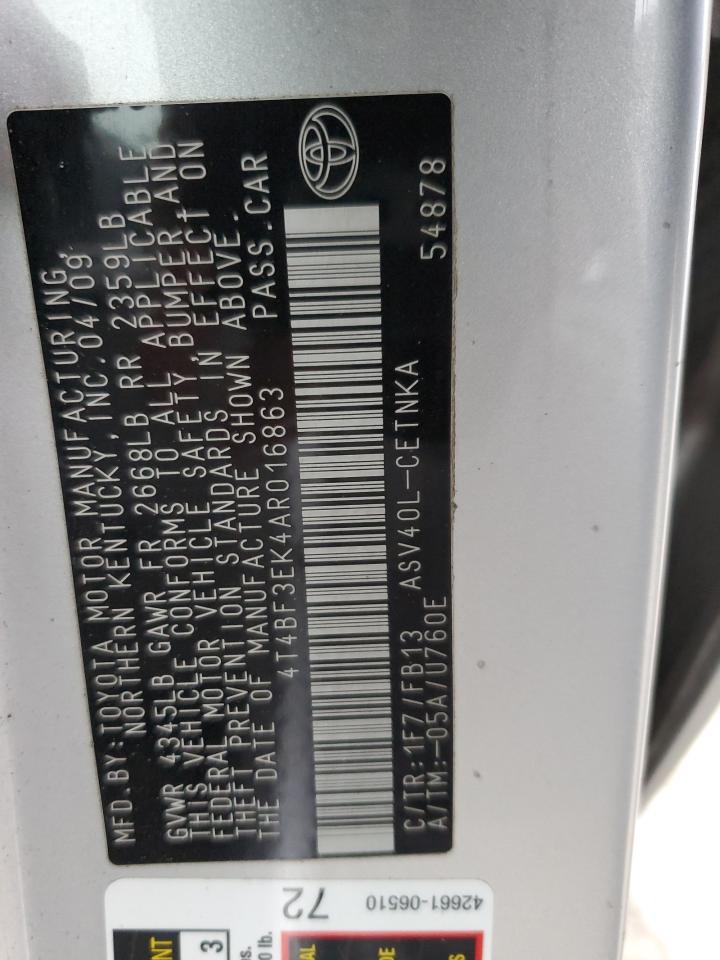 MFD.BY:TOYOTA MOTOR MANUFACTURING,
NORTHERN KENTUCKY,INC.04/09
GVWR 4345LB GAWR FR 2668LB RR 2359LB
THIS VEHICLE CONFORMS TO ALL APPLICABLE
FEDERAL MOTOR VEHICLE SAFETY,BUMPER,AND
THEFT PREVENTION STANDARDS IN EFFECT ON
THE DATE OF MANUFACTURE SHOWN ABOVE.
4T4BF3EK4AR016863 PASS.CAR
C/TR:1F7/FB13 ASV40L-CETNKA
A/TM:-05A/U760E 54878
42661-06510
72
3